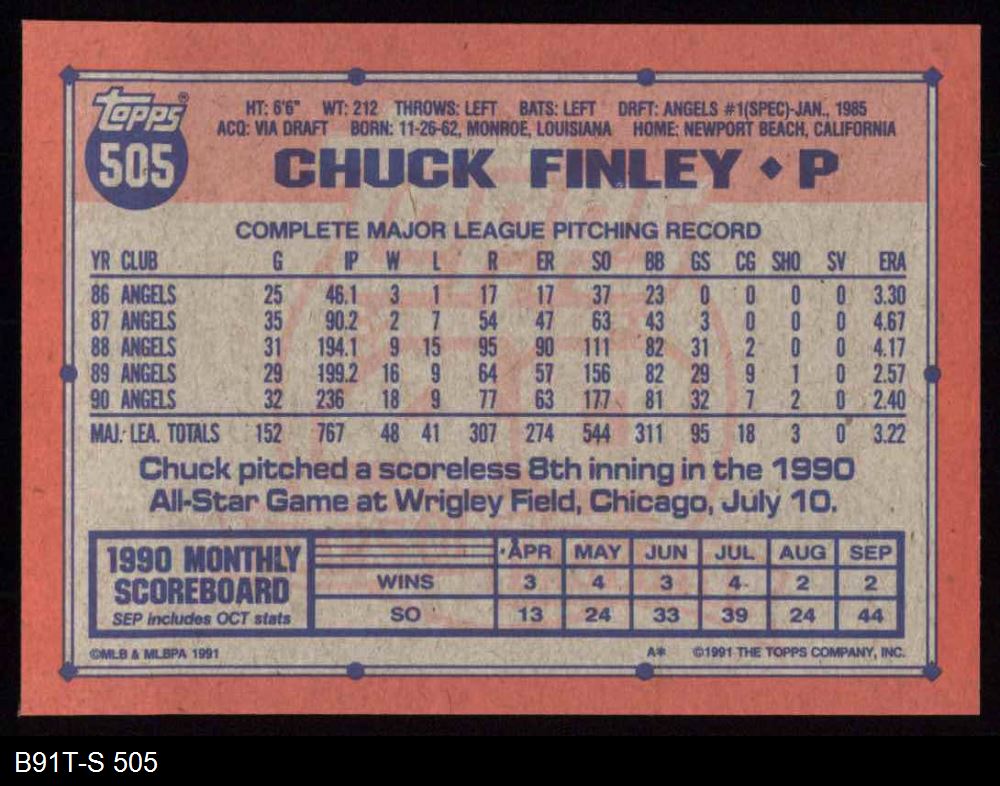 Topps®
505
HT: 6'6" WT: 212 THROWS: LEFT BATS: LEFT DRFT: ANGELS #1(SPEC)-JAN., 1985
ACQ: VIA DRAFT BORN: 11-26-62, MONROE, LOUISIANA HOME: NEWPORT BEACH, CALIFORNIA
CHUCK FINLEY ♦ P
COMPLETE MAJOR LEAGUE PITCHING RECORD
YR CLUB G IP W L R ER SO BB GS CG SHO SV ERA
86 ANGELS 25 46.1 3 1 17 17 37 23 0 0 0 0 3.30
87 ANGELS 35 90.2 2 7 54 47 63 43 3 0 0 0 4.67
88 ANGELS 31 194.1 9 15 95 90 111 82 31 2 0 0 4.17
89 ANGELS 29 199.2 16 9 64 57 156 82 29 9 1 0 2.57
90 ANGELS 32 236 18 9 77 63 177 81 32 7 2 0 2.40
MAJ. LEA. TOTALS 152 767 48 41 307 274 544 311 95 18 3 0 3.22
Chuck pitched a scoreless 8th inning in the 1990
All-Star Game at Wrigley Field, Chicago, July 10.
1990 MONTHLY
SCOREBOARD
SEP includes OCT stats
APR MAY JUN JUL AUG SEP
WINS 3 4 3 4 2 2
SO 13 24 33 39 24 44
©MLB & MLBPA 1991 A* ©1991 THE TOPPS COMPANY, INC.
B91T-S 505